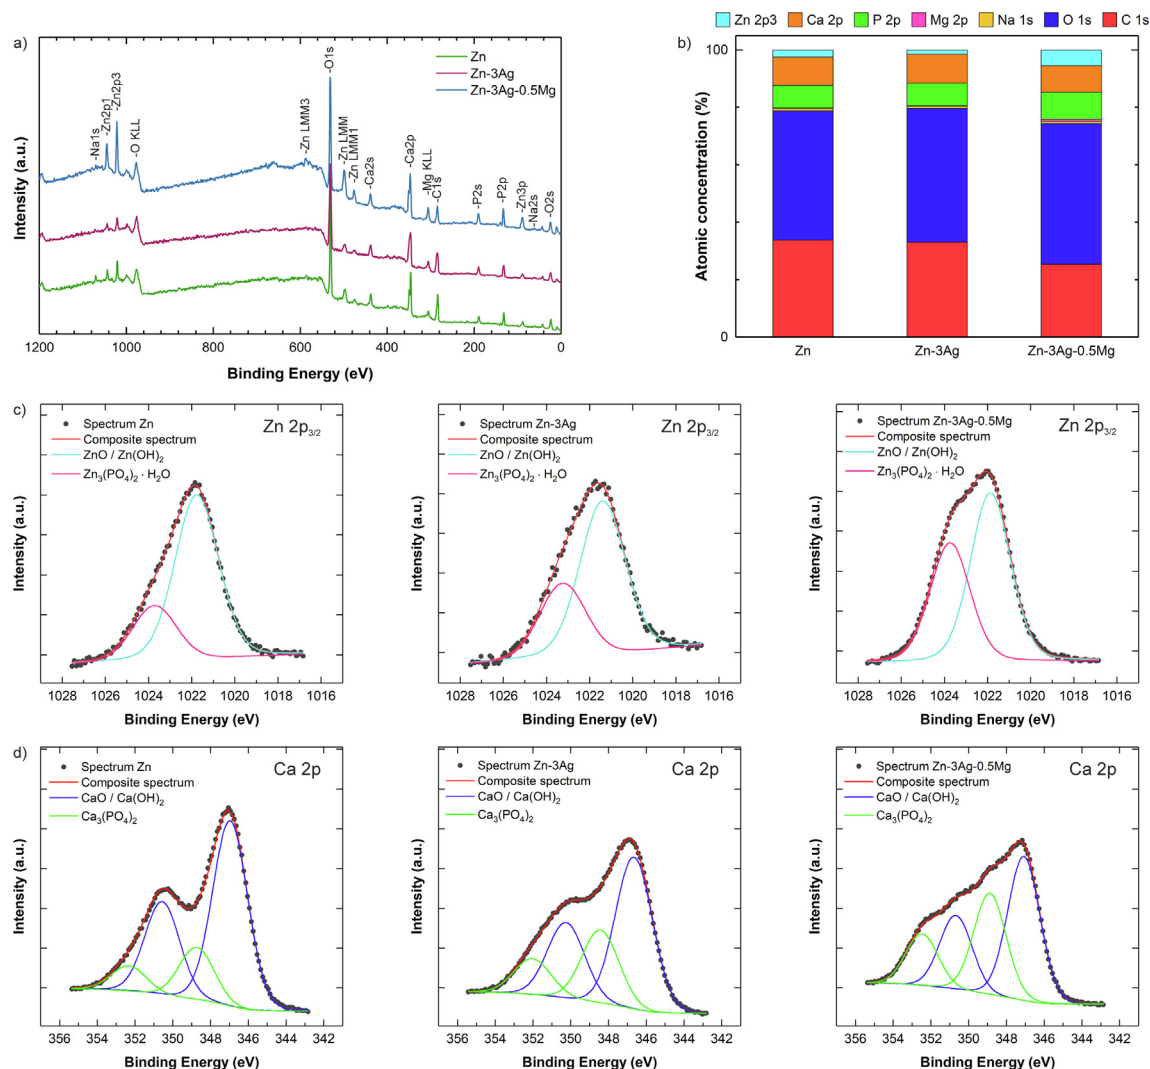 Zn 2p3 Ca 2p P 2p Mg 2p Na 1s O 1s C 1s
a)
Intensity (a.u.)
-Na1s
-Zn2p1
-Zn2p3
-O KLL
-Zn LMM3
-O1s
-Zn LMM
-Zn LMM1
-Ca2s
-Ca2p
-Mg KLL
-C1s
-P2s
-P2p
-Zn3p
-Na2s
-O2s
Zn
Zn-3Ag
Zn-3Ag-0.5Mg
1200 1000 800 600 400 200 0
Binding Energy (eV)
b)
Atomic concentration (%)
100
0
Zn Zn-3Ag Zn-3Ag-0.5Mg
c)
Intensity (a.u.)
Spectrum Zn
Composite spectrum
ZnO / Zn(OH)₂
Zn₃(PO₄)₂ · H₂O
Zn 2p₃/₂
1028 1026 1024 1022 1020 1018 1016
Binding Energy (eV)
Intensity (a.u.)
Spectrum Zn-3Ag
Composite spectrum
ZnO / Zn(OH)₂
Zn₃(PO₄)₂ · H₂O
Zn 2p₃/₂
1028 1026 1024 1022 1020 1018 1016
Binding Energy (eV)
Intensity (a.u.)
Spectrum Zn-3Ag-0.5Mg
Composite spectrum
ZnO / Zn(OH)₂
Zn₃(PO₄)₂ · H₂O
Zn 2p₃/₂
1028 1026 1024 1022 1020 1018 1016
Binding Energy (eV)
d)
Intensity (a.u.)
Spectrum Zn
Composite spectrum
CaO / Ca(OH)₂
Ca₃(PO₄)₂
Ca 2p
356 354 352 350 348 346 344 342
Binding Energy (eV)
Intensity (a.u.)
Spectrum Zn-3Ag
Composite spectrum
CaO / Ca(OH)₂
Ca₃(PO₄)₂
Ca 2p
356 354 352 350 348 346 344 342
Binding Energy (eV)
Intensity (a.u.)
Spectrum Zn-3Ag-0.5Mg
Composite spectrum
CaO / Ca(OH)₂
Ca₃(PO₄)₂
Ca 2p
356 354 352 350 348 346 344 342
Binding Energy (eV)